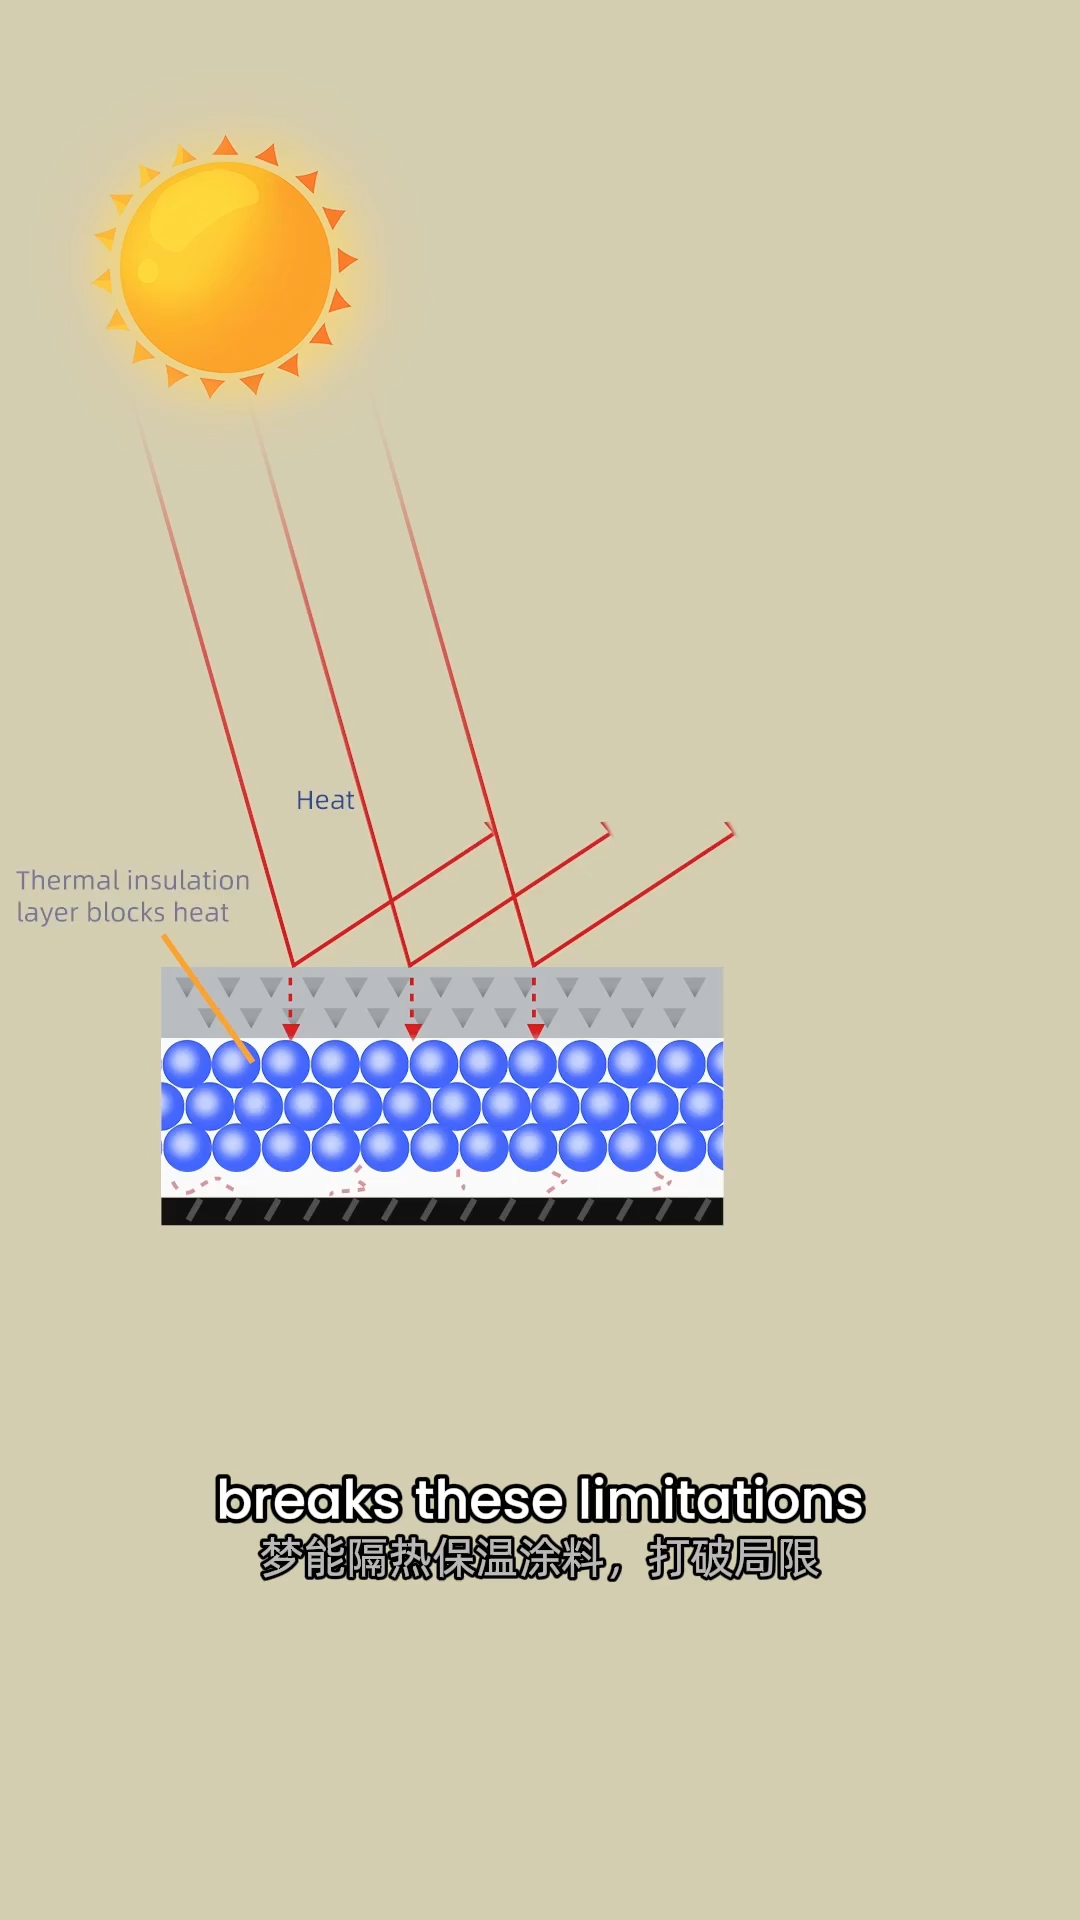 Heat
Thermal insulation
layer blocks heat
breaks these limitations
梦能隔热保温涂料，打破局限